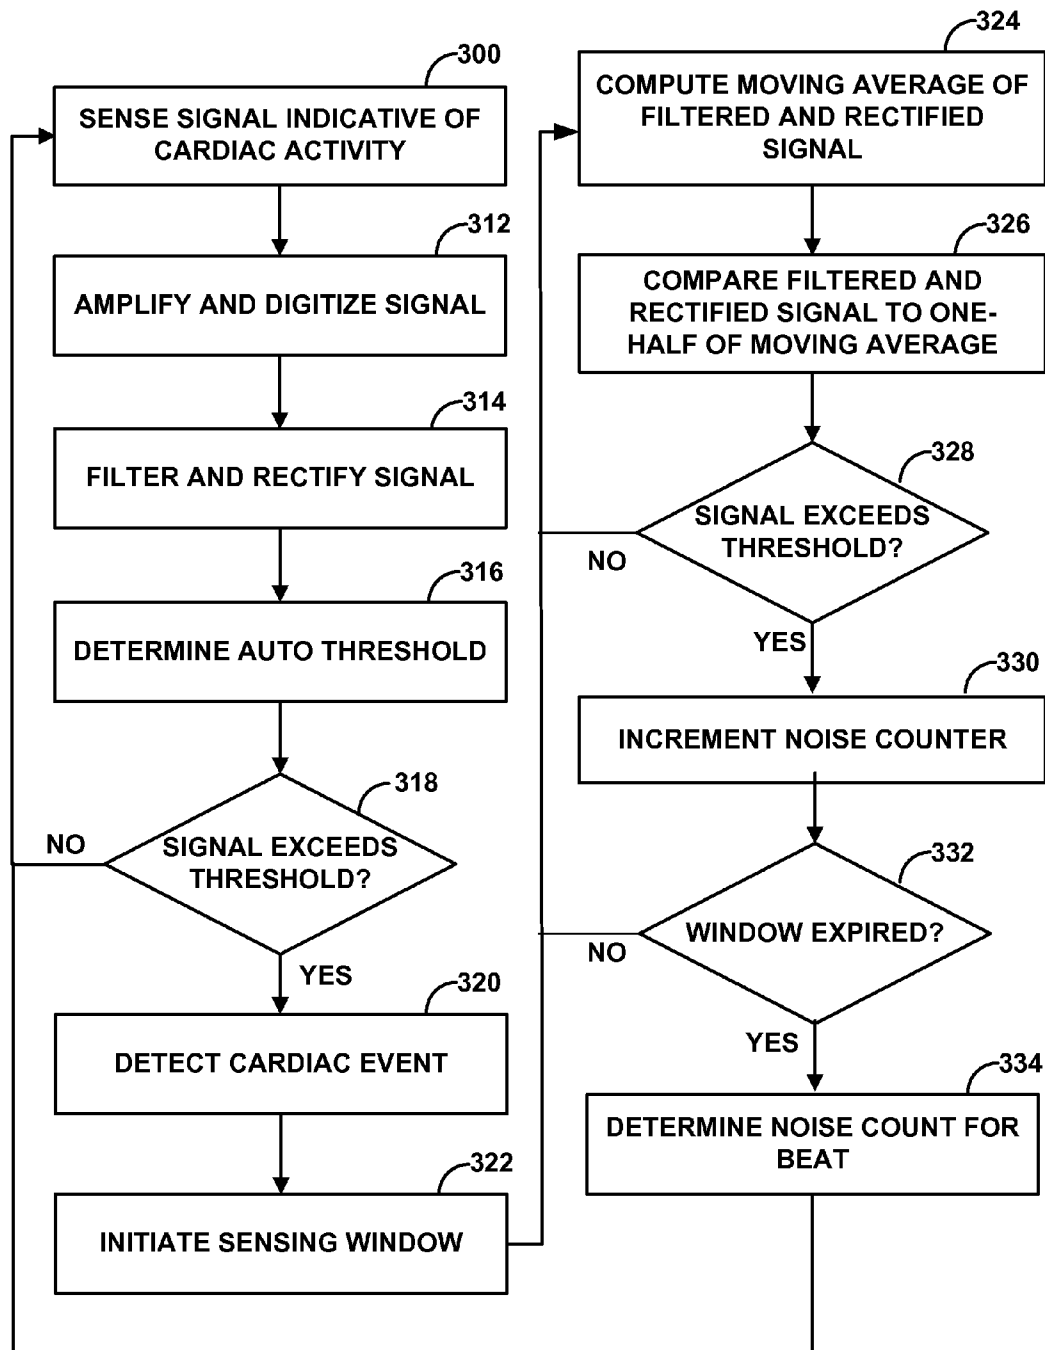 300
SENSE SIGNAL INDICATIVE OF
CARDIAC ACTIVITY
312
AMPLIFY AND DIGITIZE SIGNAL
314
FILTER AND RECTIFY SIGNAL
316
DETERMINE AUTO THRESHOLD
318
SIGNAL EXCEEDS
THRESHOLD?
NO
YES
320
DETECT CARDIAC EVENT
322
INITIATE SENSING WINDOW
324
COMPUTE MOVING AVERAGE OF
FILTERED AND RECTIFIED
SIGNAL
326
COMPARE FILTERED AND
RECTIFIED SIGNAL TO ONE-
HALF OF MOVING AVERAGE
328
SIGNAL EXCEEDS
THRESHOLD?
NO
YES
330
INCREMENT NOISE COUNTER
332
WINDOW EXPIRED?
NO
YES
334
DETERMINE NOISE COUNT FOR
BEAT